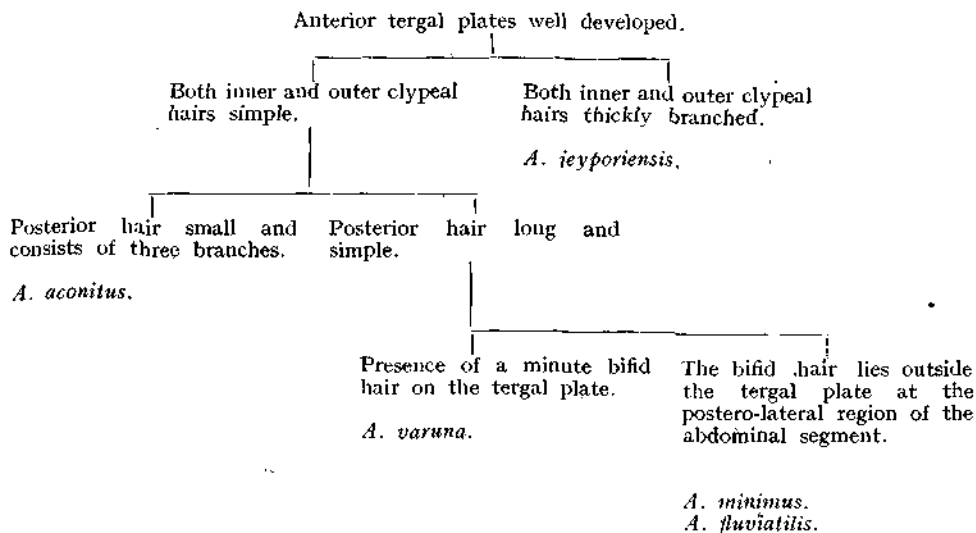 Anterior tergal plates well developed.
Both inner and outer clypeal
hairs simple.
Both inner and outer clypeal
hairs thickly branched.
A. jeyporiensis.
Posterior hair small and
consists of three branches.
A. aconitus.
Posterior hair long and
simple.
Presence of a minute bifid
hair on the tergal plate.
A. varuna.
The bifid hair lies outside
the tergal plate at the
postero-lateral region of the
abdominal segment.
A. minimus.
A. fluviatilis.